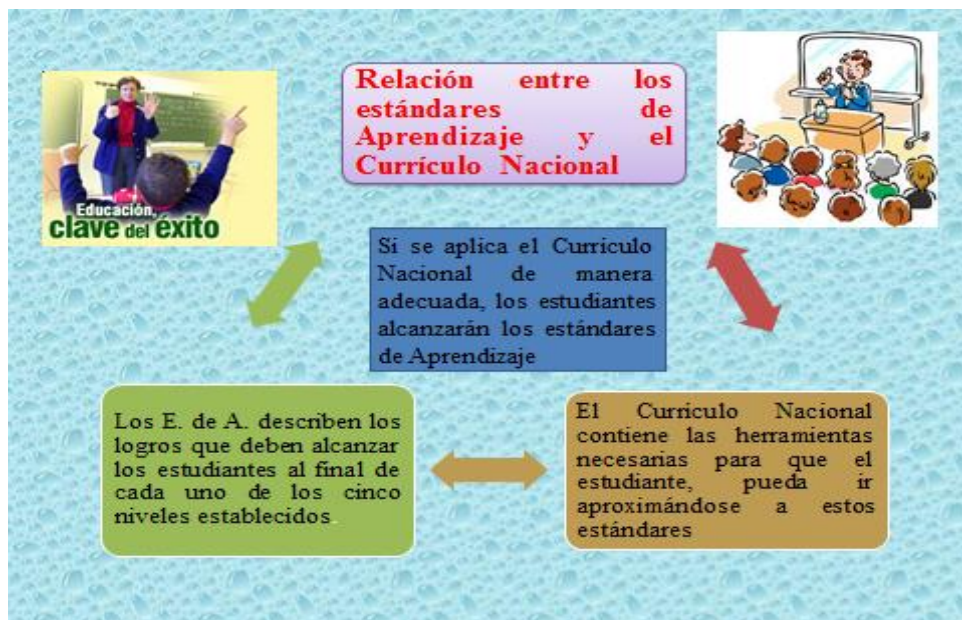 Relación entre los
estándares de
Aprendizaje y el
Currículo Nacional
Educación,
clave del éxito
Si se aplica el Curriculo
Nacional de manera
adecuada, los estudiantes
alcanzarán los estándares
de Aprendizaje
Los E. de A. describen los
logros que deben alcanzar
los estudiantes al final de
cada uno de los cinco
niveles establecidos.
El Curriculo Nacional
contiene las herramientas
necesarias para que el
estudiante, pueda ir
aproximándose a estos
estándares